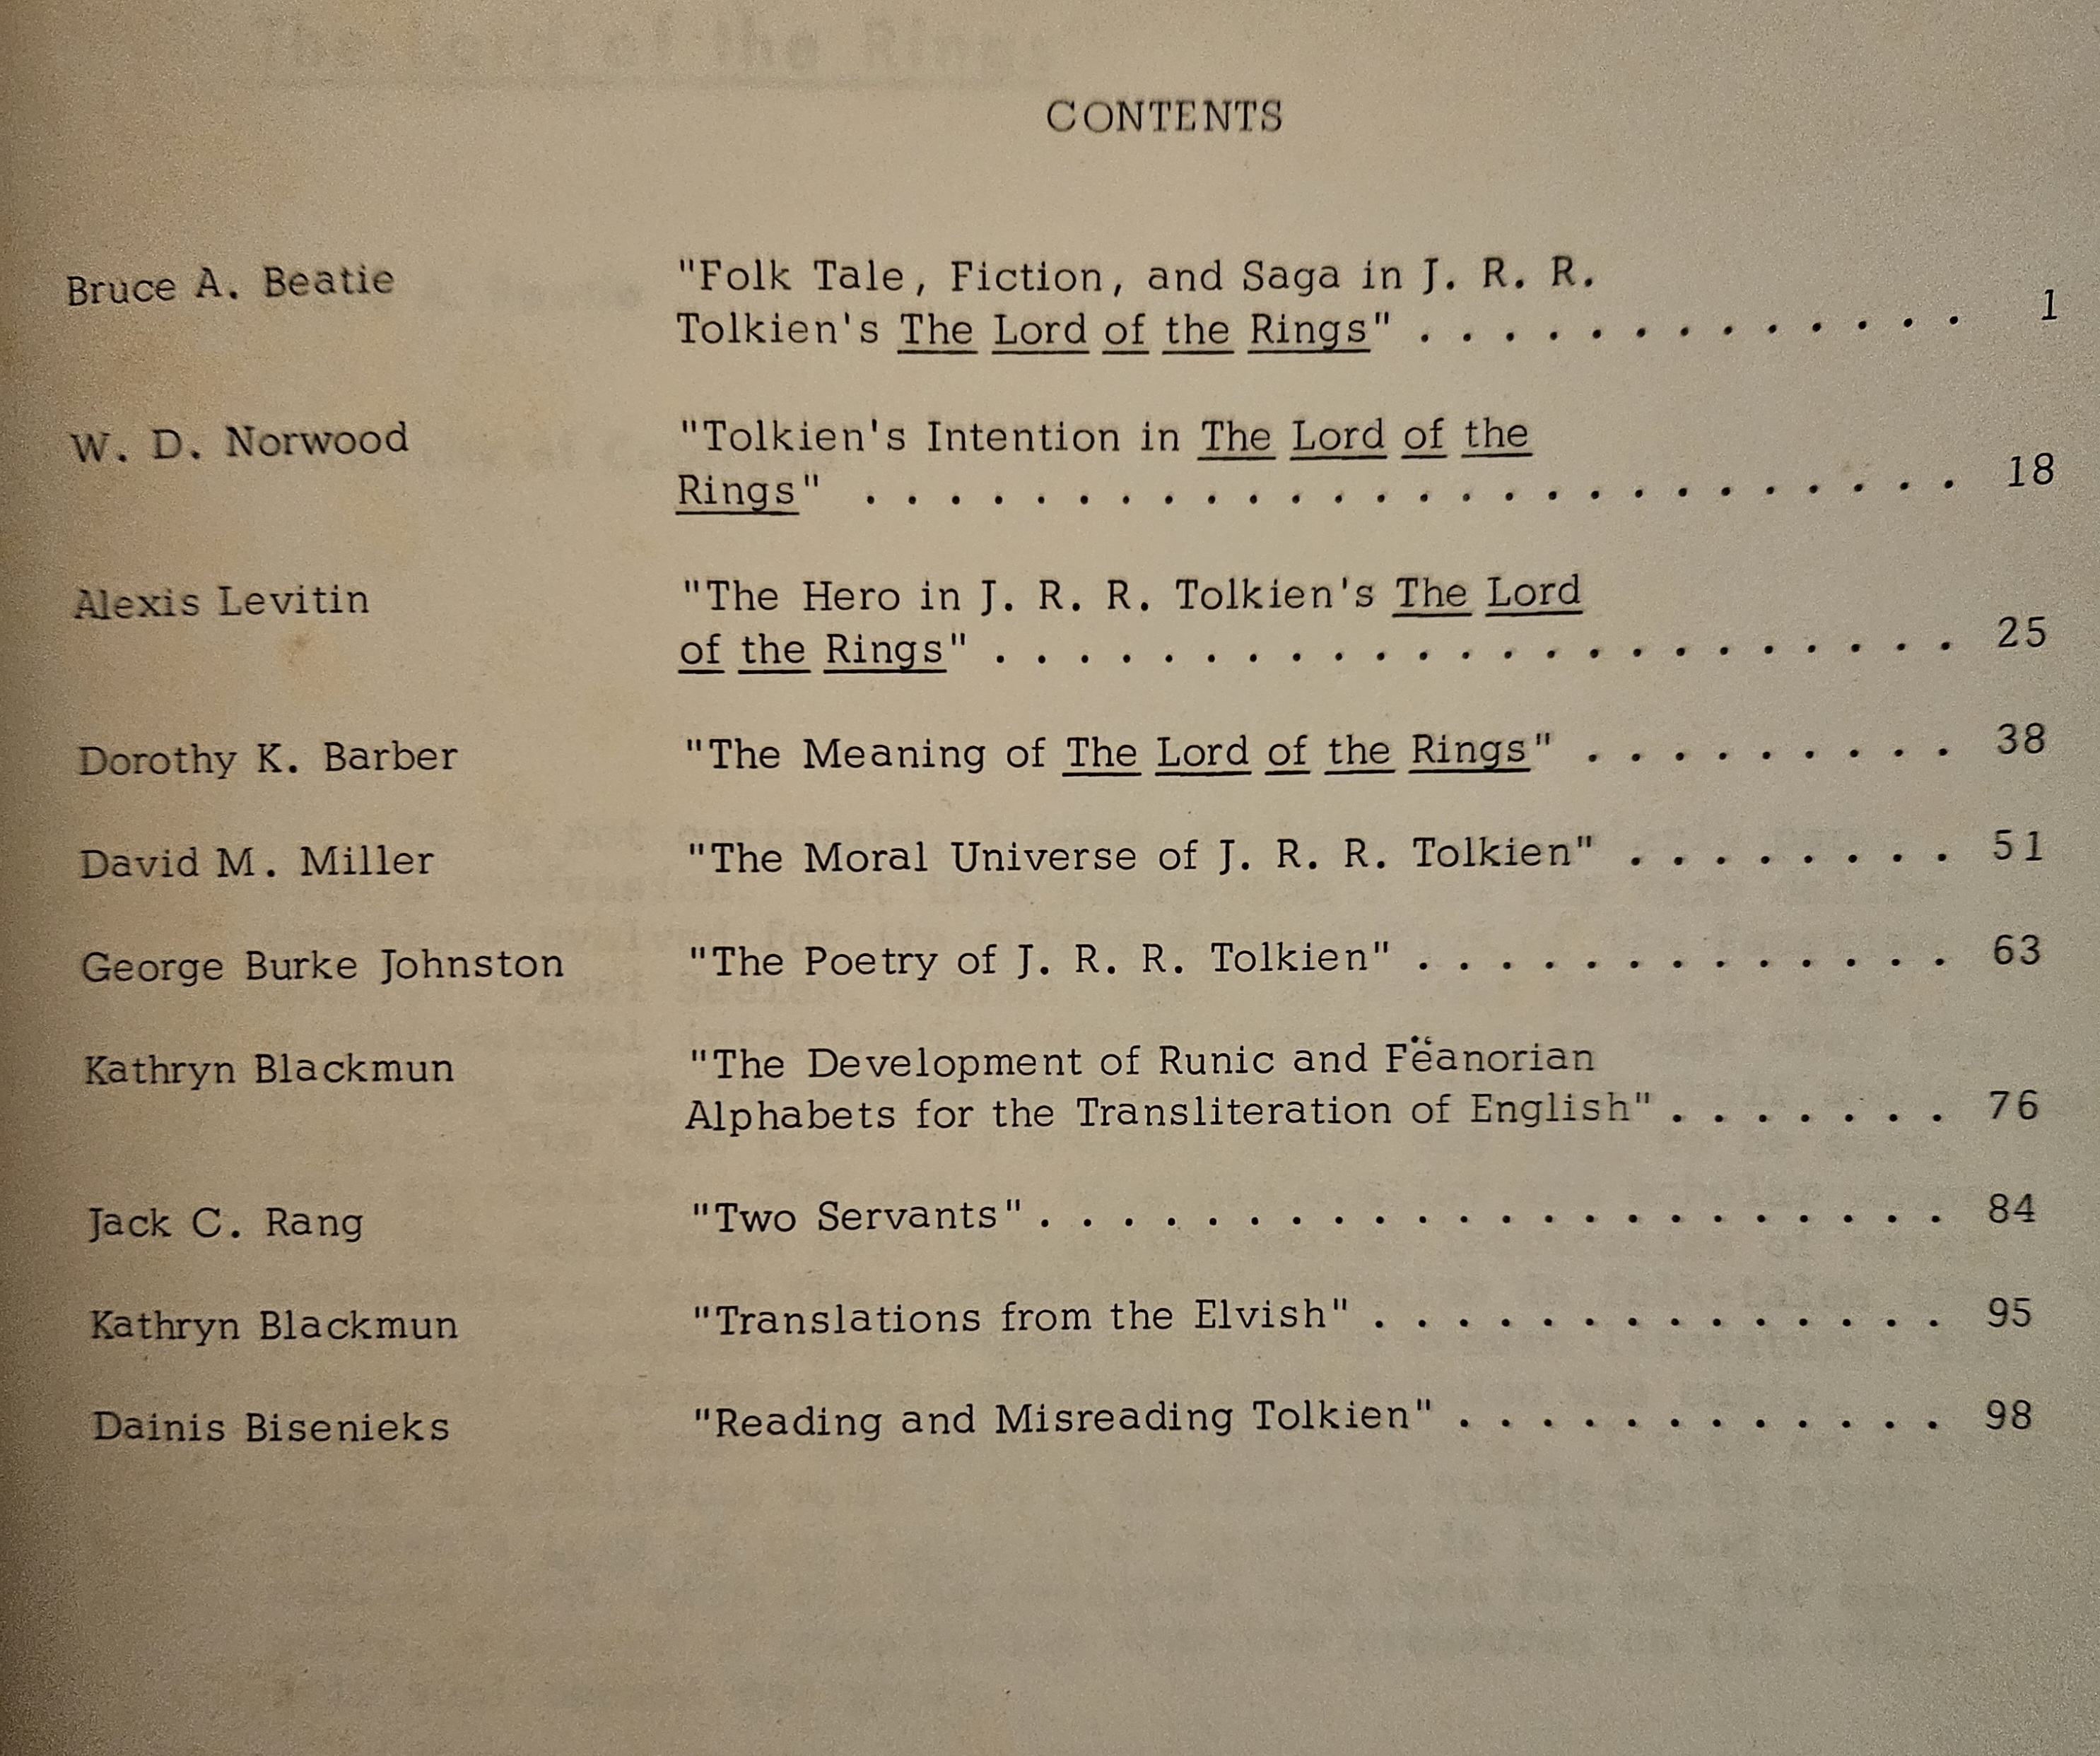 CONTENTS
Bruce A. Beatie "Folk Tale, Fiction, and Saga in J. R. R.
Tolkien's The Lord of the Rings" . . . . . . . . . . . . . 1
W. D. Norwood "Tolkien's Intention in The Lord of the
Rings" . . . . . . . . . . . . . . . . . . . . . . . . . . 18
Alexis Levitin "The Hero in J. R. R. Tolkien's The Lord
of the Rings" . . . . . . . . . . . . . . . . . . . . . . . 25
Dorothy K. Barber "The Meaning of The Lord of the Rings" . . . . . . . . . 38
David M. Miller "The Moral Universe of J. R. R. Tolkien" . . . . . . . . 51
George Burke Johnston "The Poetry of J. R. R. Tolkien" . . . . . . . . . . . . . 63
Kathryn Blackmun "The Development of Runic and Fëanorian
Alphabets for the Transliteration of English" . . . . . . . 76
Jack C. Rang "Two Servants" . . . . . . . . . . . . . . . . . . . . . . 84
Kathryn Blackmun "Translations from the Elvish" . . . . . . . . . . . . . . 95
Dainis Bisenieks "Reading and Misreading Tolkien" . . . . . . . . . . . . 98